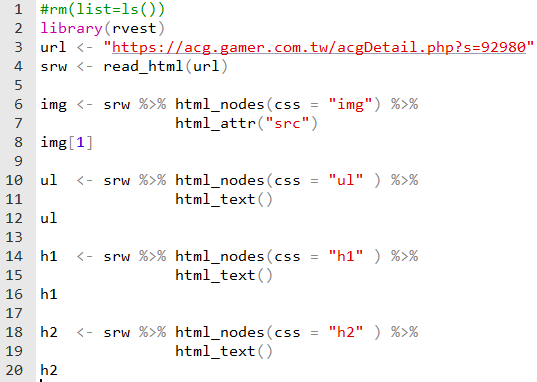 1 #rm(list=ls())
2 library(rvest)
3 url <- "https://acg.gamer.com.tw/acgDetail.php?s=92980"
4 srw <- read_html(url)
5
6 img <- srw %>% html_nodes(css = "img") %>%
7                html_attr("src")
8 img[1]
9
10 ul  <- srw %>% html_nodes(css = "ul" ) %>%
11                html_text()
12 ul
13
14 h1  <- srw %>% html_nodes(css = "h1" ) %>%
15                html_text()
16 h1
17
18 h2  <- srw %>% html_nodes(css = "h2" ) %>%
19                html_text()
20 h2